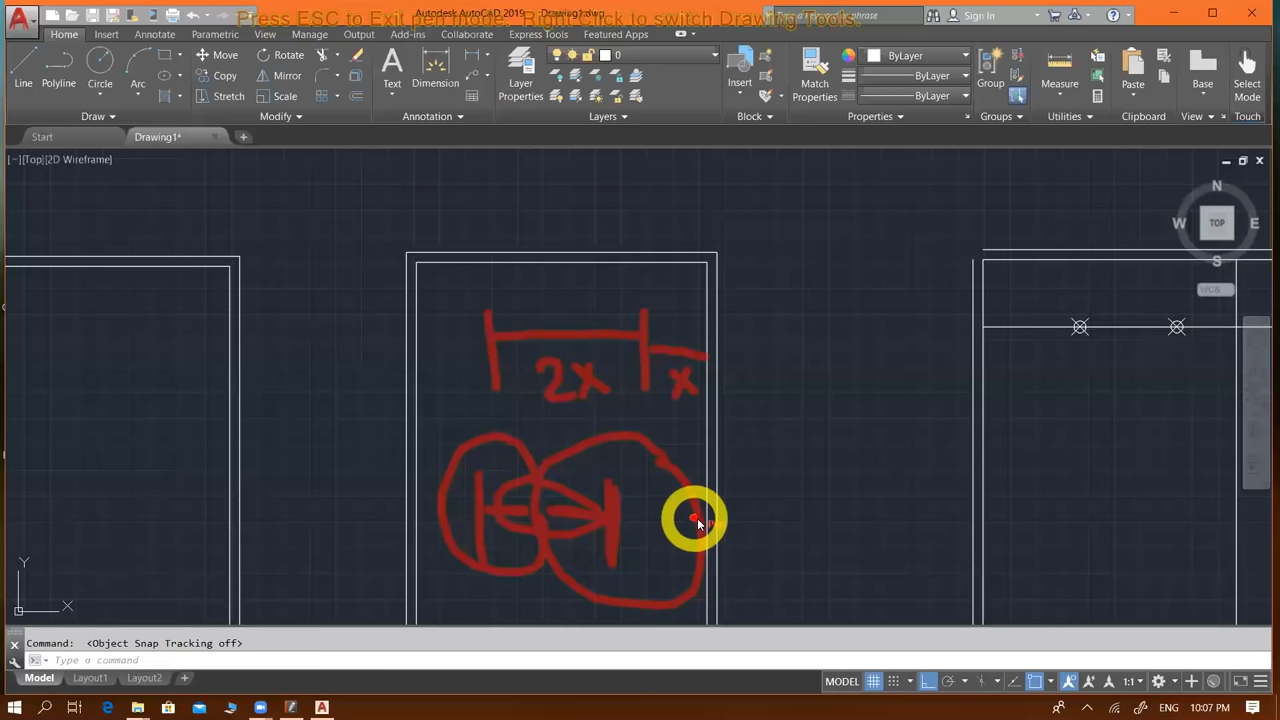 Press ESC to Exit pen mode. Right Click to switch Drawing Tools.
Autodesk AutoCAD 2019 Drawing1.dwg
phrase
Sign In
Home Insert Annotate Parametric View Manage Output Add-ins Collaborate Express Tools Featured Apps
Line Polyline Circle Arc
Move Rotate
Copy Mirror
Stretch Scale
Text Dimension
Layer Properties
0
Insert
Match Properties
ByLayer
ByLayer
ByLayer
Group
Measure
Paste
Base
Select Mode
Draw Modify Annotation Layers Block Properties Groups Utilities Clipboard View Touch
Start Drawing1*
[−][Top][2D Wireframe]
N
W TOP E
S
WCS
2x x
Y
X
Command: <Object Snap Tracking off>
Type a command
Model Layout1 Layout2
MODEL 1:1
ENG 10:07 PM